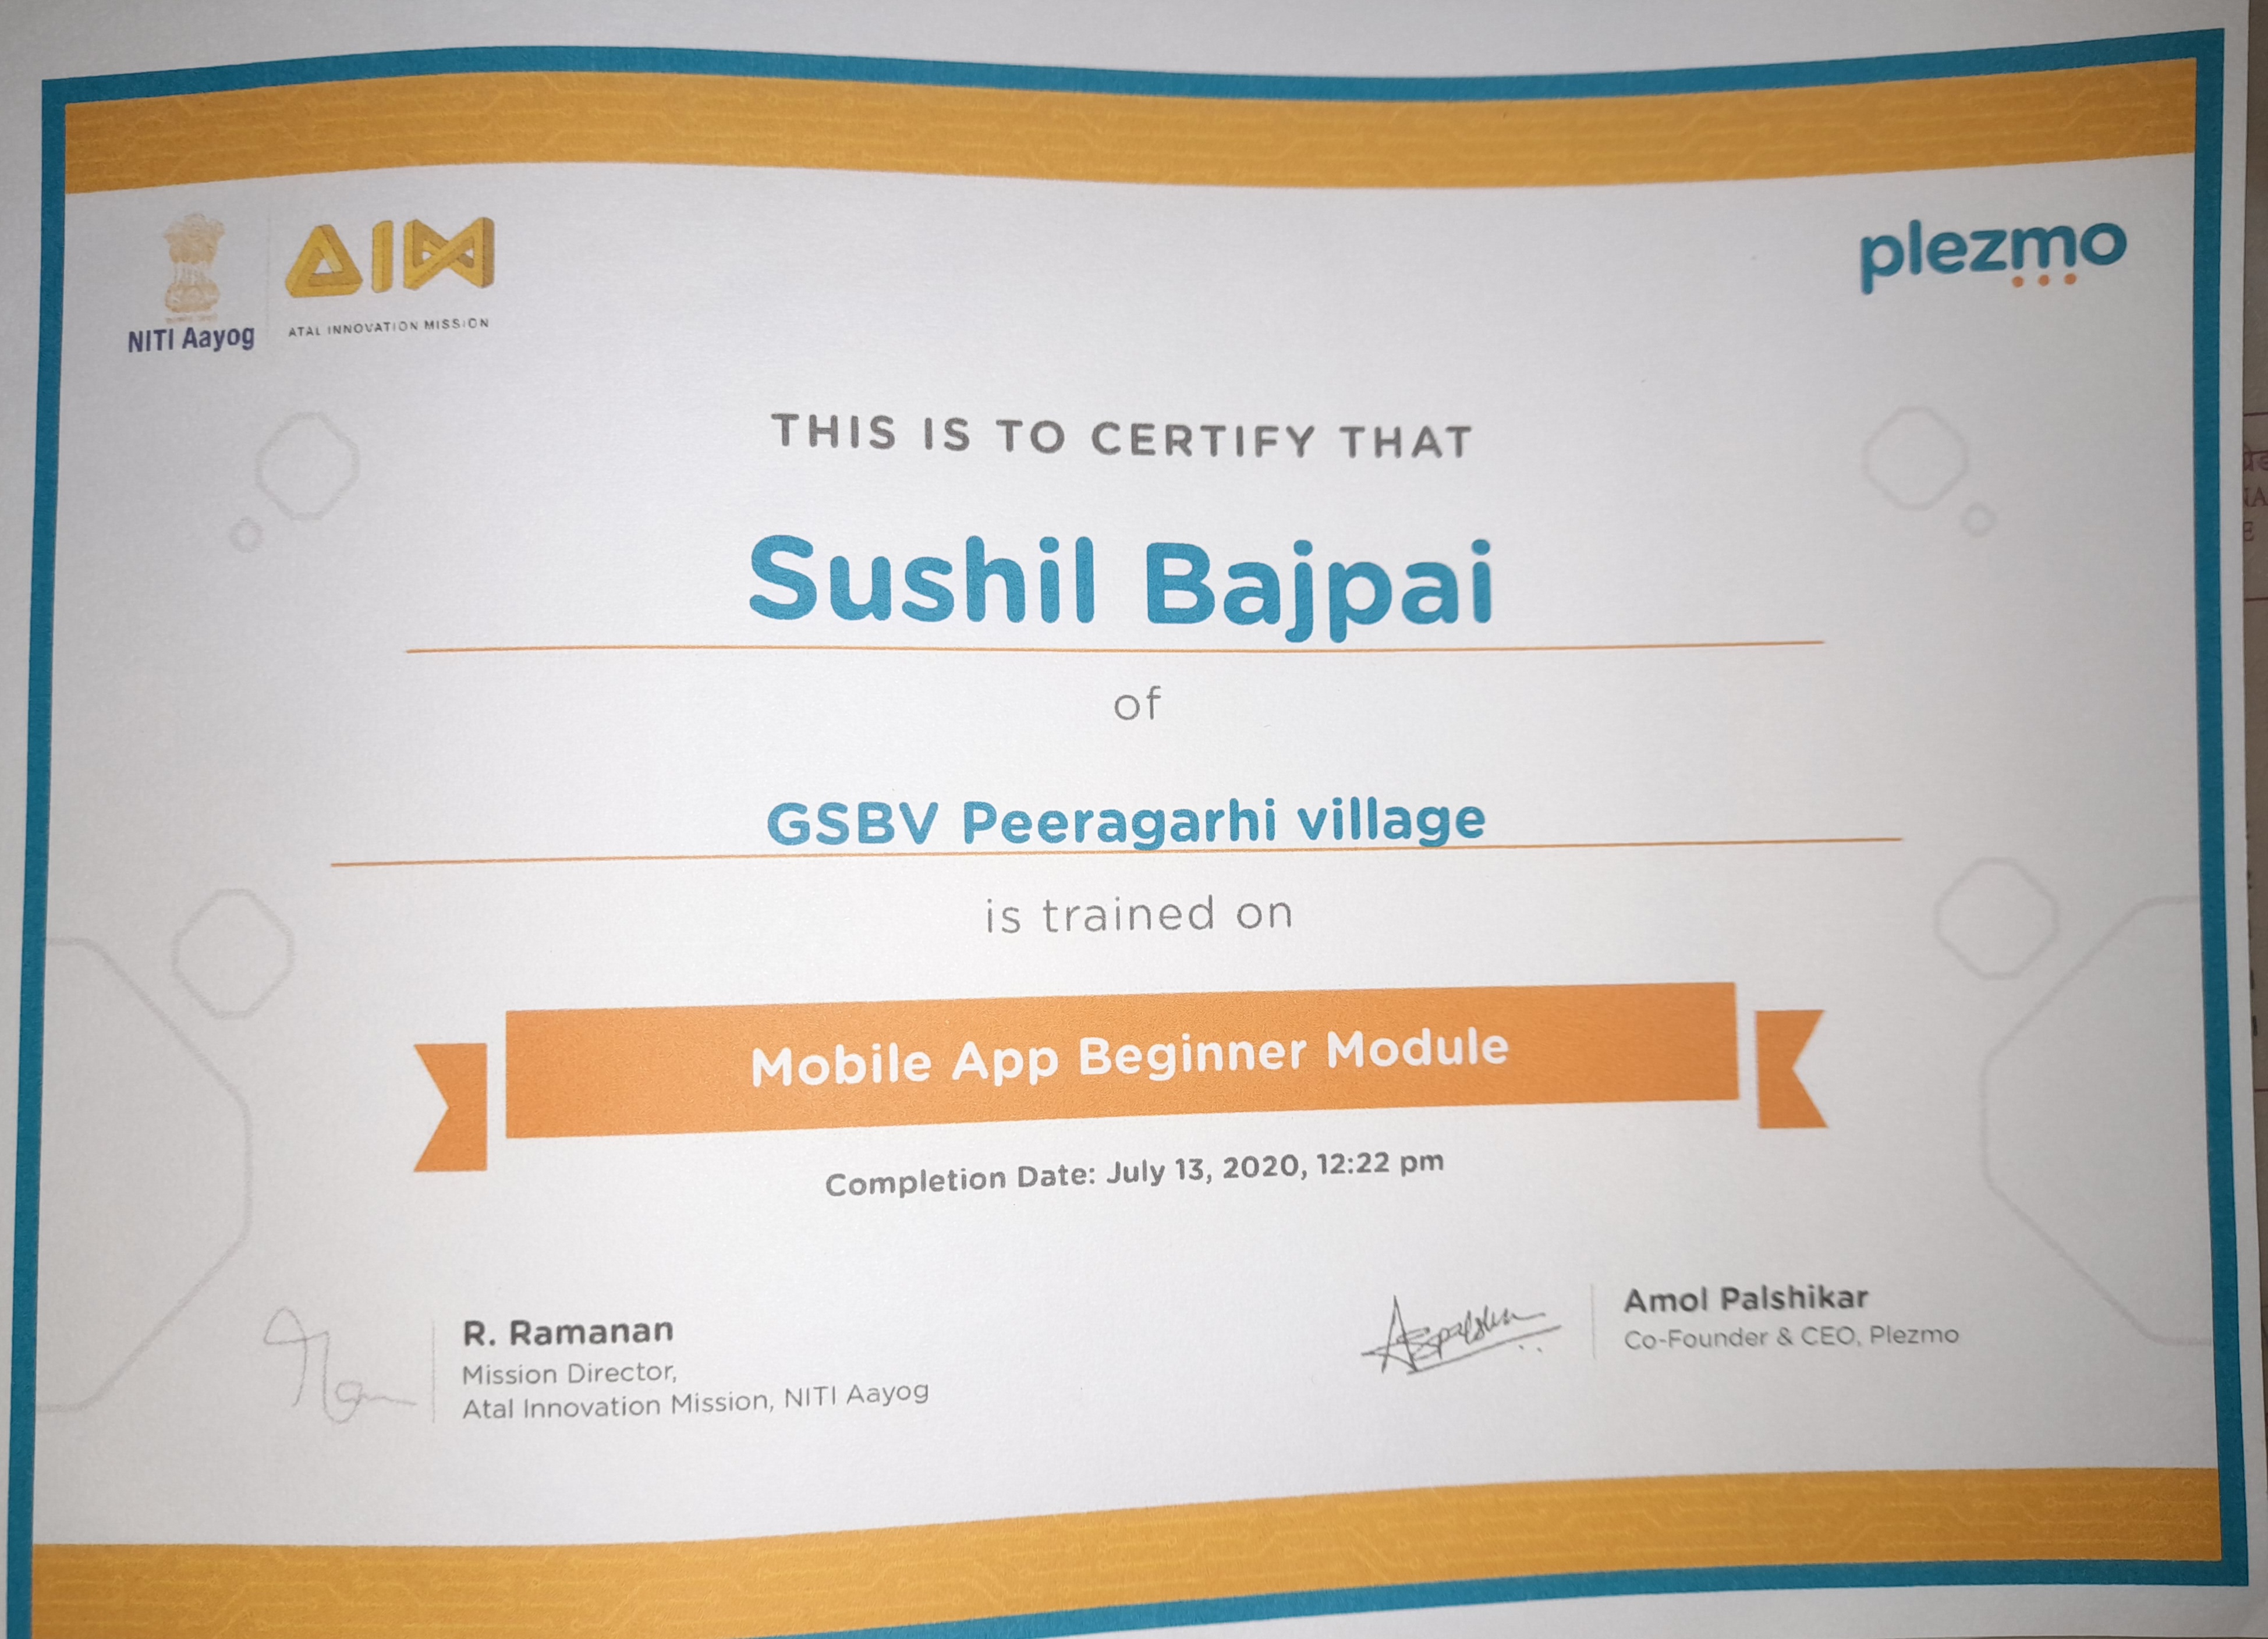 NITI Aayog
AIM
ATAL INNOVATION MISSION
plezmo
THIS IS TO CERTIFY THAT
Sushil Bajpai
of
GSBV Peeragarhi village
is trained on
Mobile App Beginner Module
Completion Date: July 13, 2020, 12:22 pm
R. Ramanan
Mission Director,
Atal Innovation Mission, NITI Aayog
Amol Palshikar
Co-Founder & CEO, Plezmo